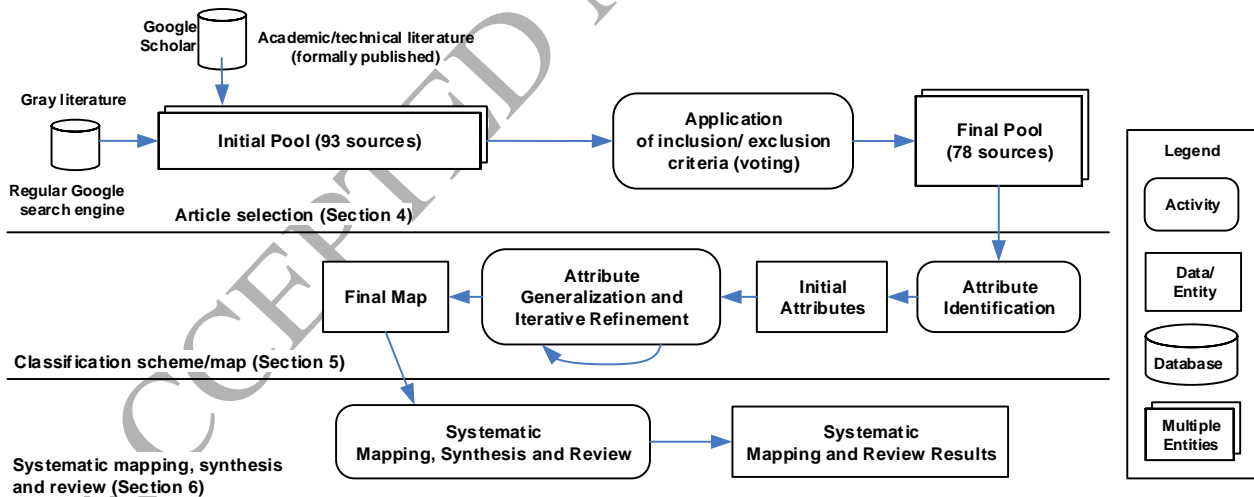 Google
Scholar
Academic/technical literature
(formally published)
Gray literature
Regular Google
search engine
Initial Pool (93 sources)
Application
of inclusion/ exclusion
criteria (voting)
Final Pool
(78 sources)
Article selection (Section 4)
Final Map
Attribute
Generalization and
Iterative Refinement
Initial
Attributes
Attribute
Identification
Classification scheme/map (Section 5)
Systematic
Mapping, Synthesis and Review
Systematic
Mapping and Review Results
Systematic mapping, synthesis
and review (Section 6)
Legend
Activity
Data/
Entity
Database
Multiple
Entities
CCEPTED